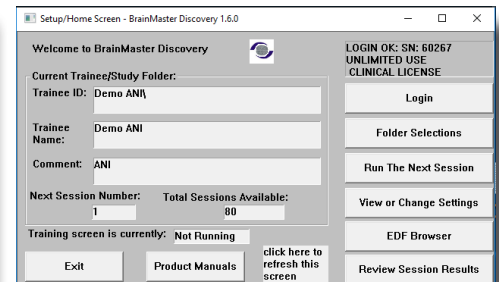 Setup/Home Screen - BrainMaster Discovery 1.6.0
Welcome to BrainMaster Discovery
LOGIN OK: SN: 60267
UNLIMITED USE
CLINICAL LICENSE
Current Trainee/Study Folder:
Trainee ID: Demo ANI\
Trainee
Name: Demo ANI
Comment: ANI
Next Session Number: Total Sessions Available:
1 80
Training screen is currently: Not Running
Exit
Product Manuals
click here to
refresh this
screen
Login
Folder Selections
Run The Next Session
View or Change Settings
EDF Browser
Review Session Results